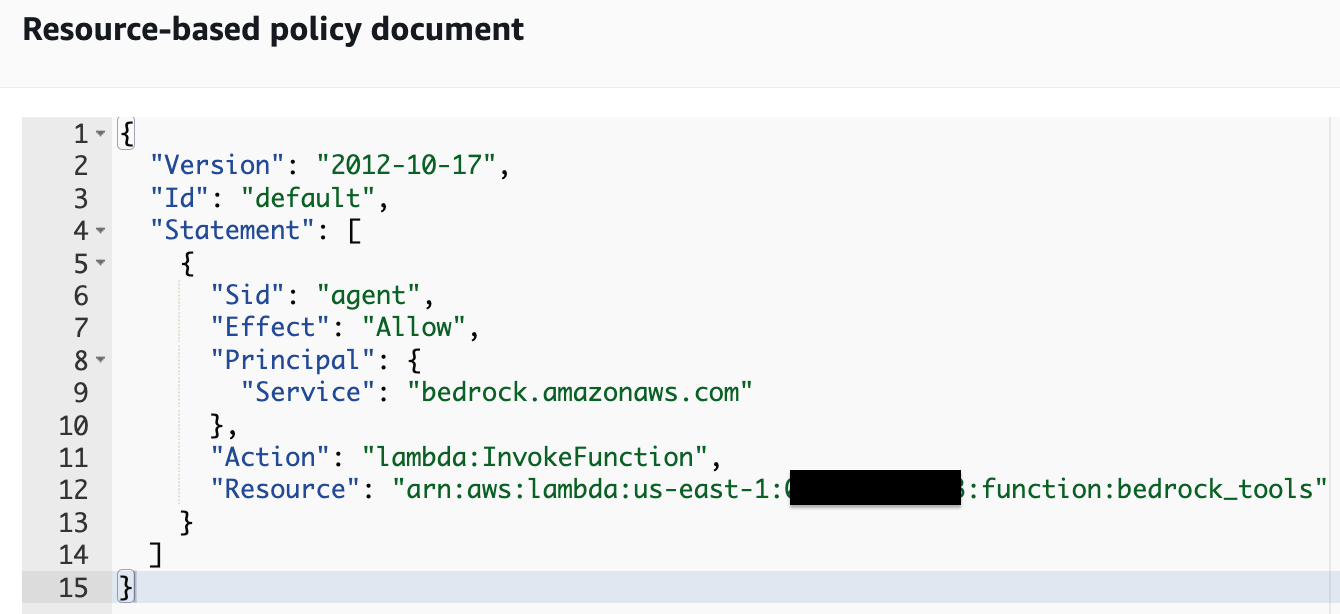 Resource-based policy document
1 {
2 "Version": "2012-10-17",
3 "Id": "default",
4 "Statement": [
5 {
6 "Sid": "agent",
7 "Effect": "Allow",
8 "Principal": {
9 "Service": "bedrock.amazonaws.com"
10 },
11 "Action": "lambda:InvokeFunction",
12 "Resource": "arn:aws:lambda:us-east-1: :function:bedrock_tools"
13 }
14 ]
15 }